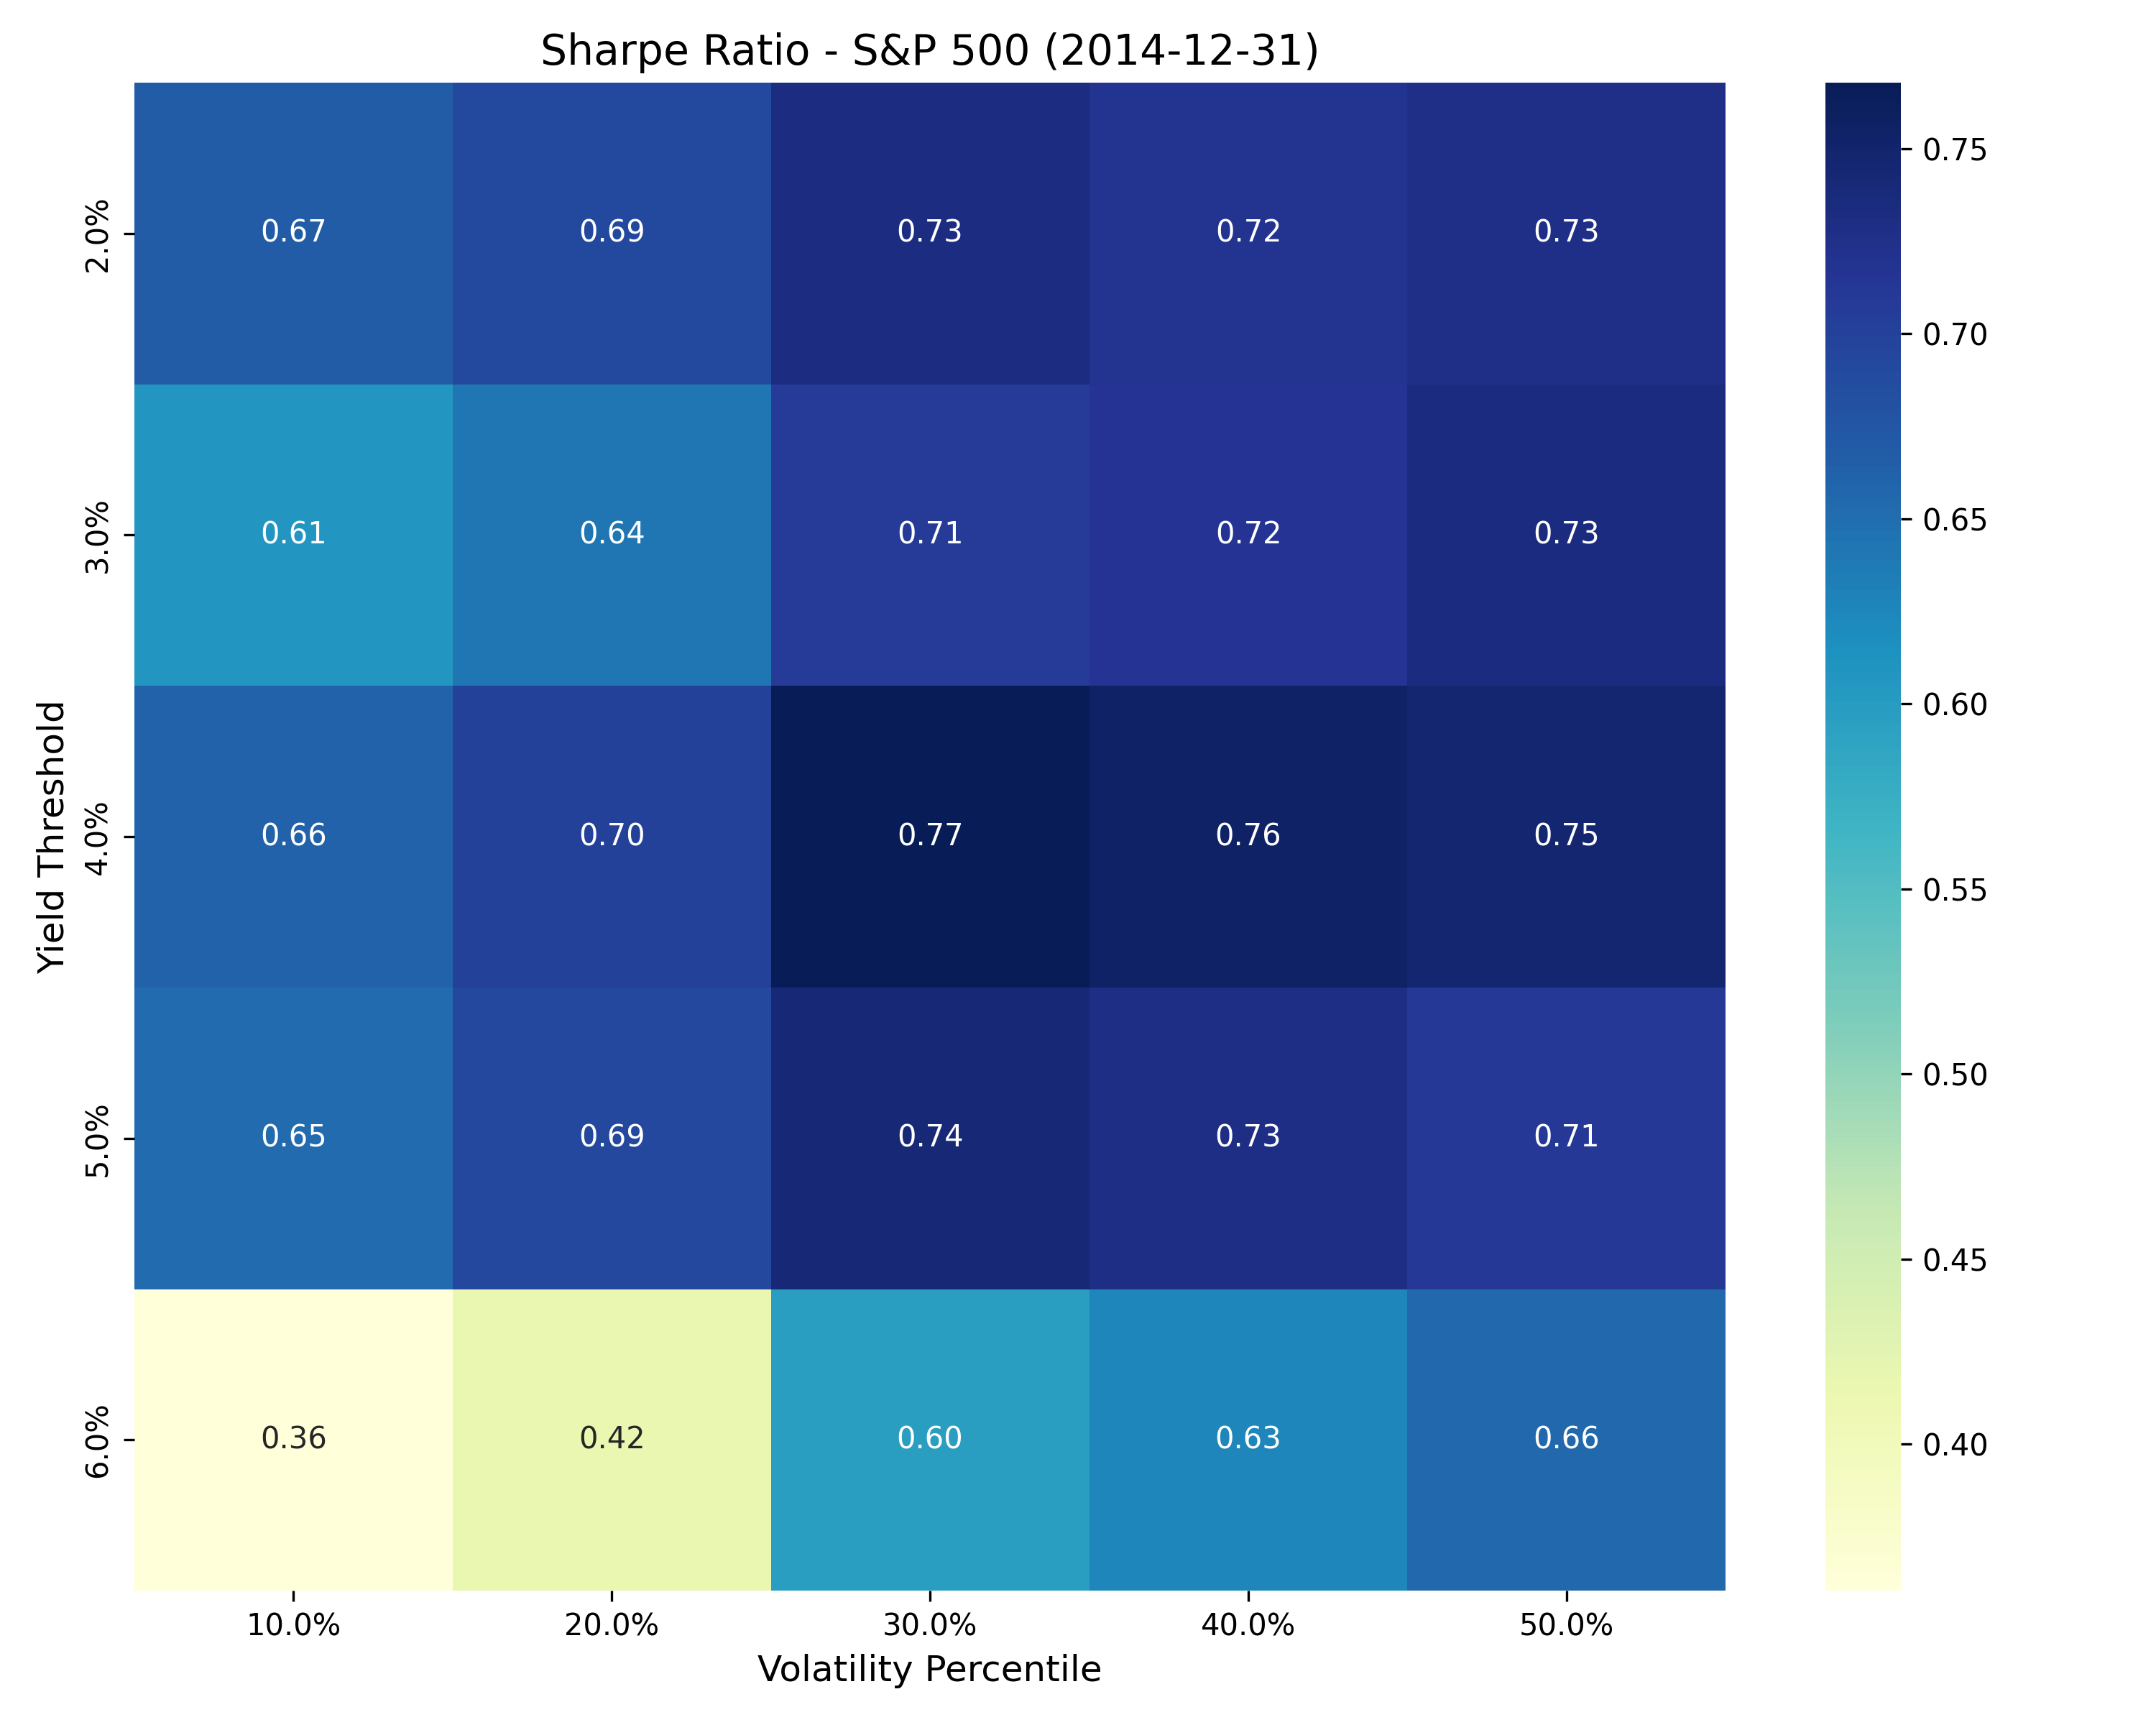 Sharpe Ratio - S&P 500 (2014-12-31)
Yield Threshold
2.0% 0.67 0.69 0.73 0.72 0.73
3.0% 0.61 0.64 0.71 0.72 0.73
4.0% 0.66 0.70 0.77 0.76 0.75
5.0% 0.65 0.69 0.74 0.73 0.71
6.0% 0.36 0.42 0.60 0.63 0.66
10.0% 20.0% 30.0% 40.0% 50.0%
Volatility Percentile
0.75
0.70
0.65
0.60
0.55
0.50
0.45
0.40